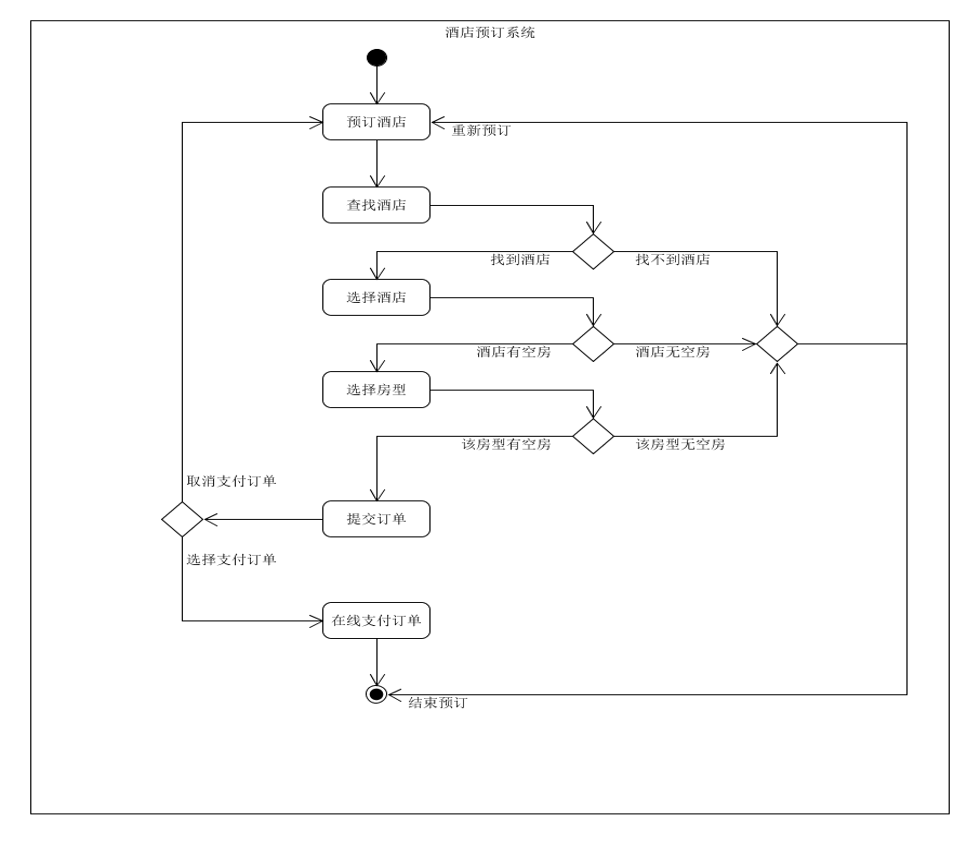 酒店预订系统
预订酒店
重新预订
查找酒店
找到酒店
找不到酒店
选择酒店
酒店有空房
酒店无空房
选择房型
该房型有空房
该房型无空房
取消支付订单
提交订单
选择支付订单
在线支付订单
结束预订